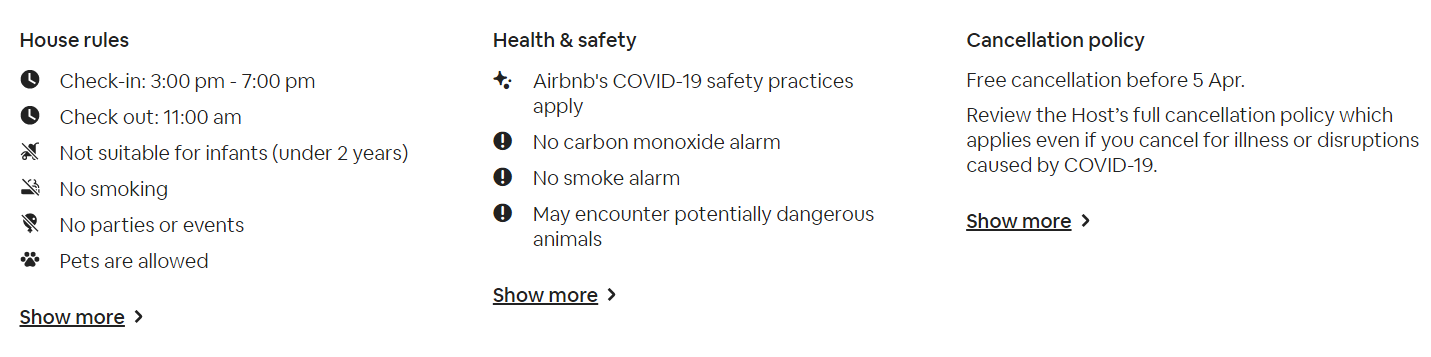 House rules
Check-in: 3:00 pm - 7:00 pm
Check out: 11:00 am
Not suitable for infants (under 2 years)
No smoking
No parties or events
Pets are allowed
Show more
Health & safety
Airbnb's COVID-19 safety practices
apply
No carbon monoxide alarm
No smoke alarm
May encounter potentially dangerous
animals
Show more
Cancellation policy
Free cancellation before 5 Apr.
Review the Host’s full cancellation policy which
applies even if you cancel for illness or disruptions
caused by COVID-19.
Show more